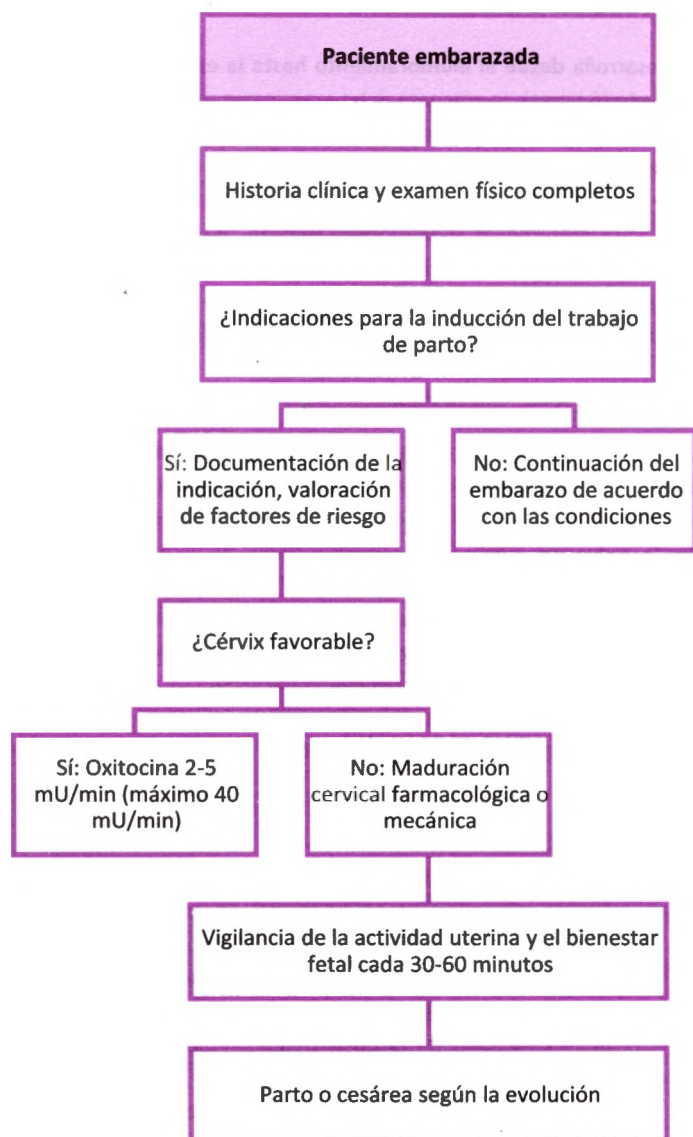 Paciente embarazada
Historia clínica y examen físico completos
¿Indicaciones para la inducción del trabajo
de parto?
Sí: Documentación de la
indicación, valoración
de factores de riesgo
No: Continuación del
embarazo de acuerdo
con las condiciones
¿Cérvix favorable?
Sí: Oxitocina 2-5
mU/min (máximo 40
mU/min)
No: Maduración
cervical farmacológica o
mecánica
Vigilancia de la actividad uterina y el bienestar
fetal cada 30-60 minutos
Parto o cesárea según la evolución